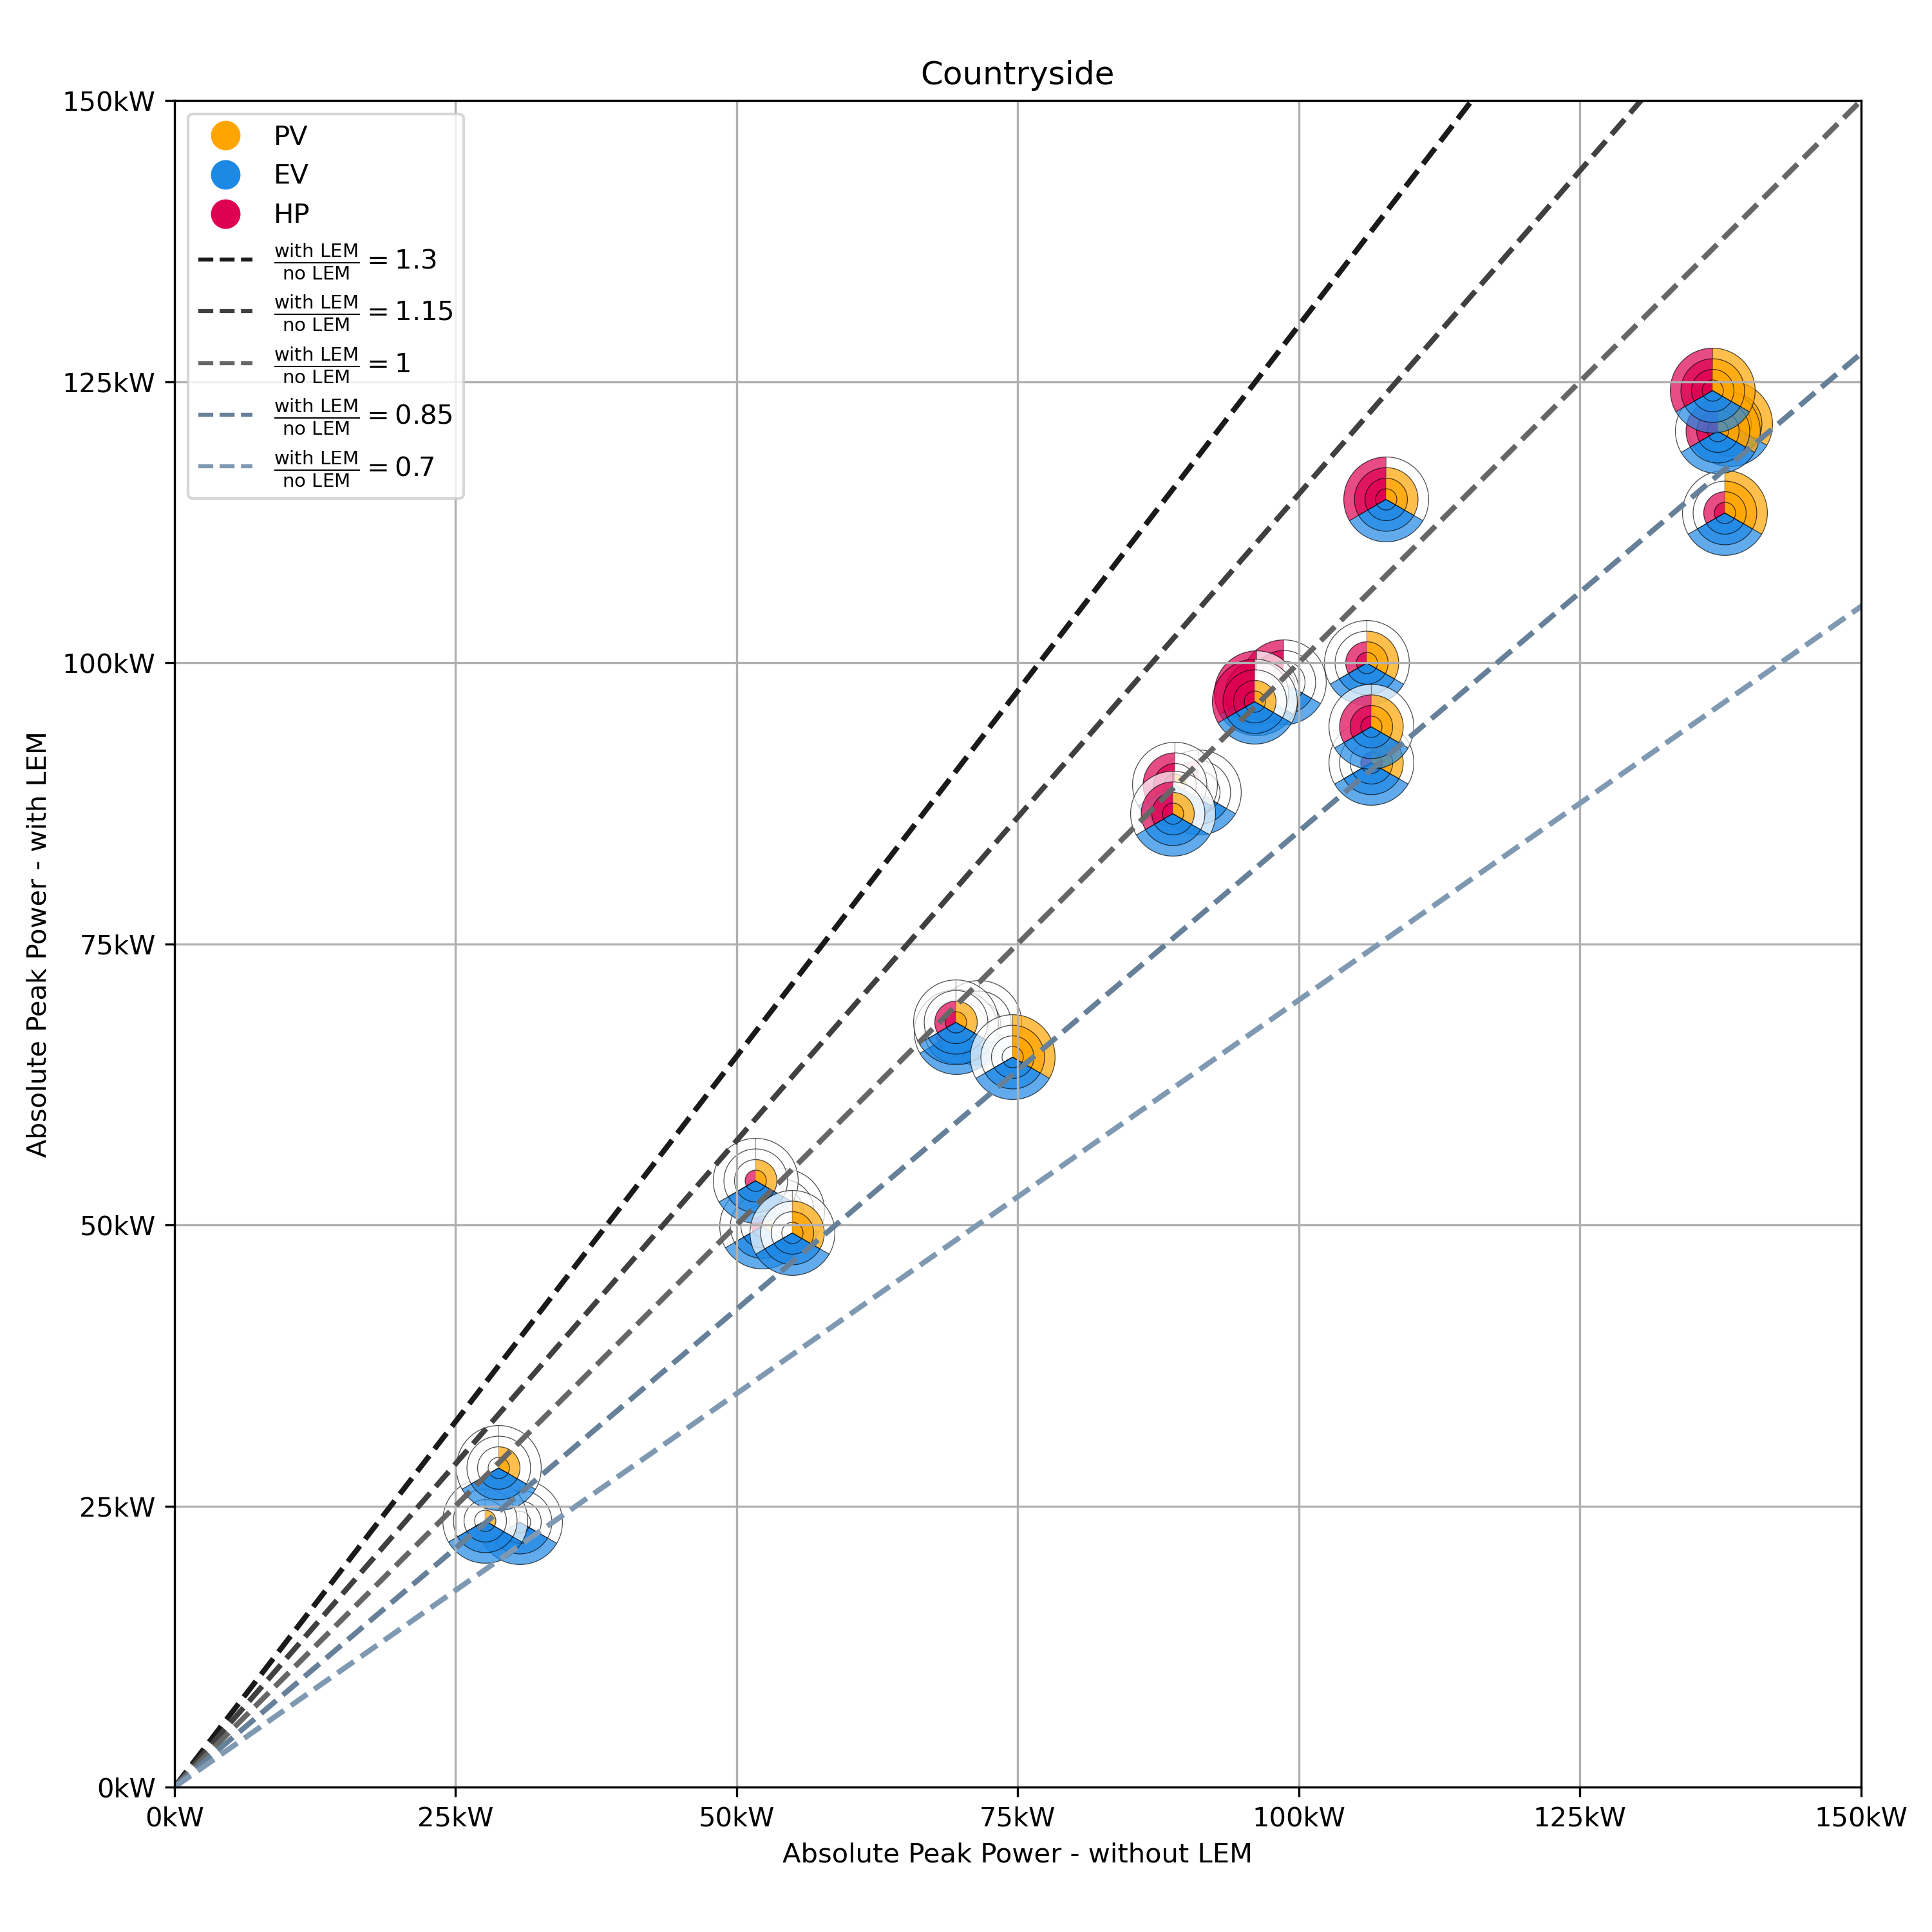 Countryside
150kW
125kW
100kW
75kW
50kW
25kW
0kW
Absolute Peak Power - with LEM
PV
EV
HP
with LEM / no LEM = 1.3
with LEM / no LEM = 1.15
with LEM / no LEM = 1
with LEM / no LEM = 0.85
with LEM / no LEM = 0.7
0kW 25kW 50kW 75kW 100kW 125kW 150kW
Absolute Peak Power - without LEM